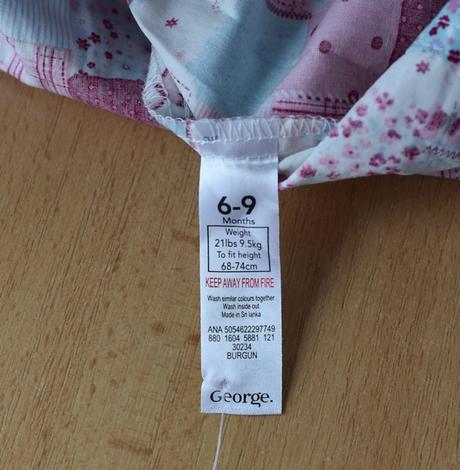 6-9
Months
Weight
21lbs 9.5kg
To fit height
68-74cm
KEEP AWAY FROM FIRE
Wash similar colours together
Wash inside out
Made in Sri lanka
ANA 5054622297749
880 1604 5881 121
30234
BURGUN
George.